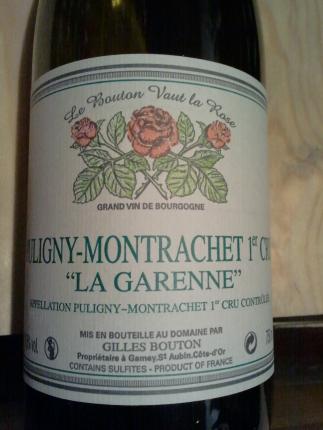 Le Bouton Vaut la Rose
GRAND VIN DE BOURGOGNE
PULIGNY-MONTRACHET 1er CRU
"LA GARENNE"
APPELLATION PULIGNY-MONTRACHET 1er CRU CONTRÔLÉE
MIS EN BOUTEILLE AU DOMAINE PAR
GILLES BOUTON
Propriétaire à Gamey.St Aubin.Côte-d'Or
CONTAINS SULFITES - PRODUCT OF FRANCE